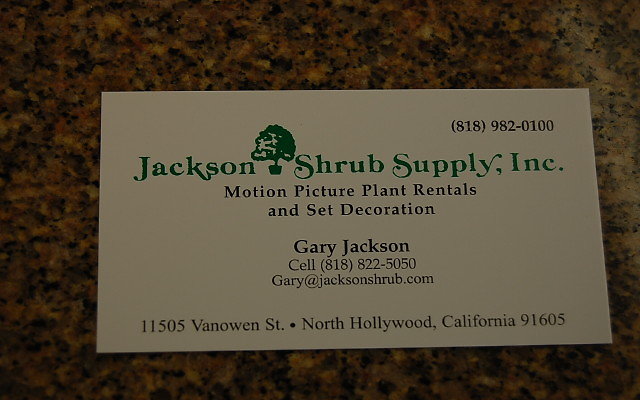 (818) 982-0100
Jackson Shrub Supply, Inc.
Motion Picture Plant Rentals
and Set Decoration
Gary Jackson
Cell (818) 822-5050
Gary@jacksonshrub.com
11505 Vanowen St. • North Hollywood, California 91605